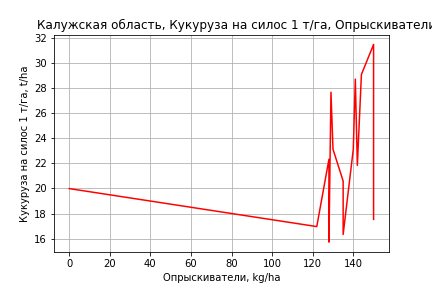 Калужская область, Кукуруза на силос 1 т/га, Опрыскиватели
32
30
28
26
24
22
20
18
16
Кукуруза на силос 1 т/га, t/ha
0 20 40 60 80 100 120 140
Опрыскиватели, kg/ha